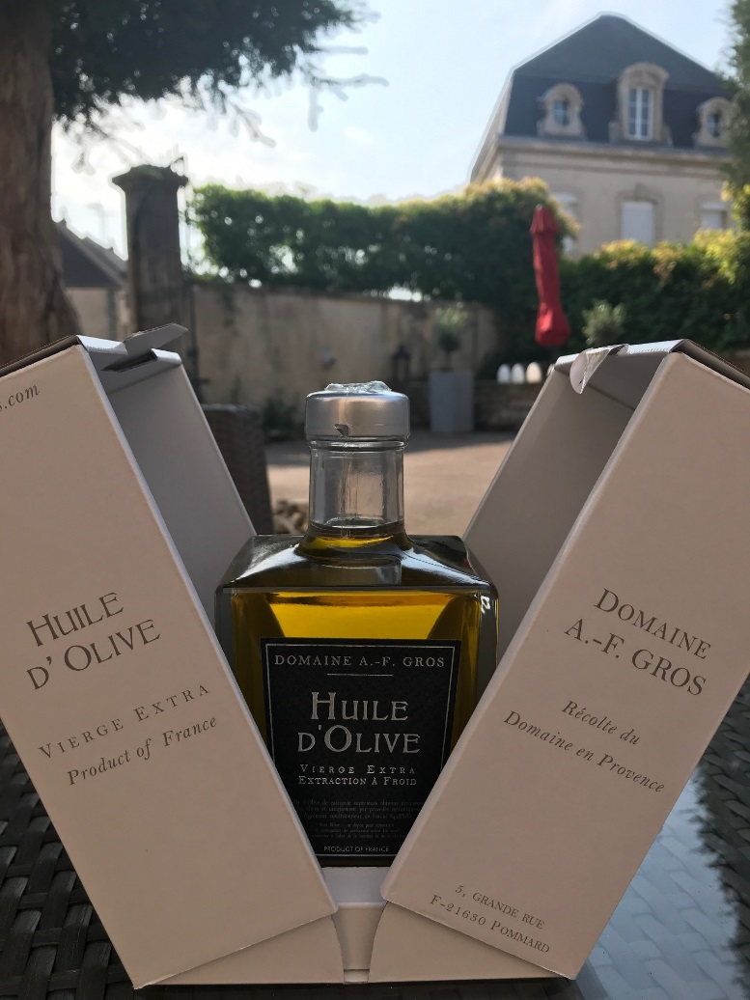 s.com
HUILE
D'OLIVE
VIERGE EXTRA
Product of France
DOMAINE A.-F. GROS
HUILE
D'OLIVE
VIERGE EXTRA
EXTRACTION À FROID
PRODUCT OF FRANCE
DOMAINE
A.-F. GROS
Récolte du
Domaine en Provence
5, GRANDE RUE
F-21630 POMMARD